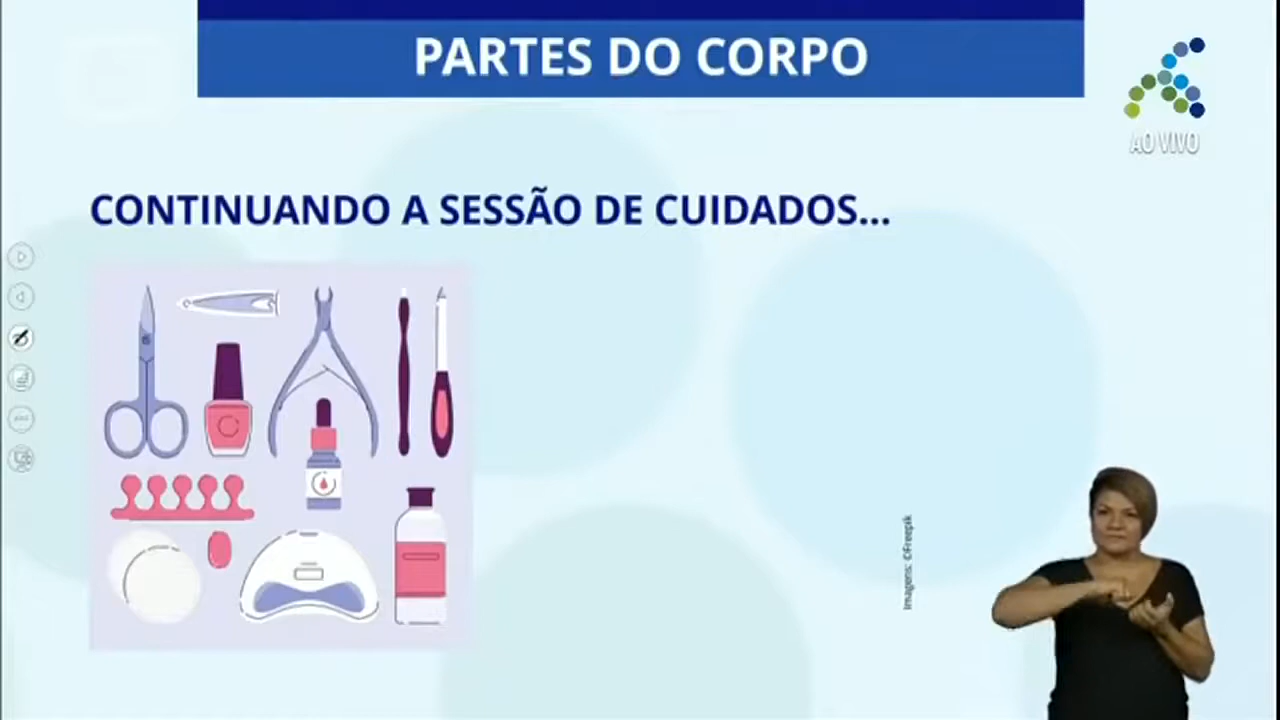 PARTES DO CORPO
AO VIVO
CONTINUANDO A SESSÃO DE CUIDADOS...
Imagens: ©Freepik